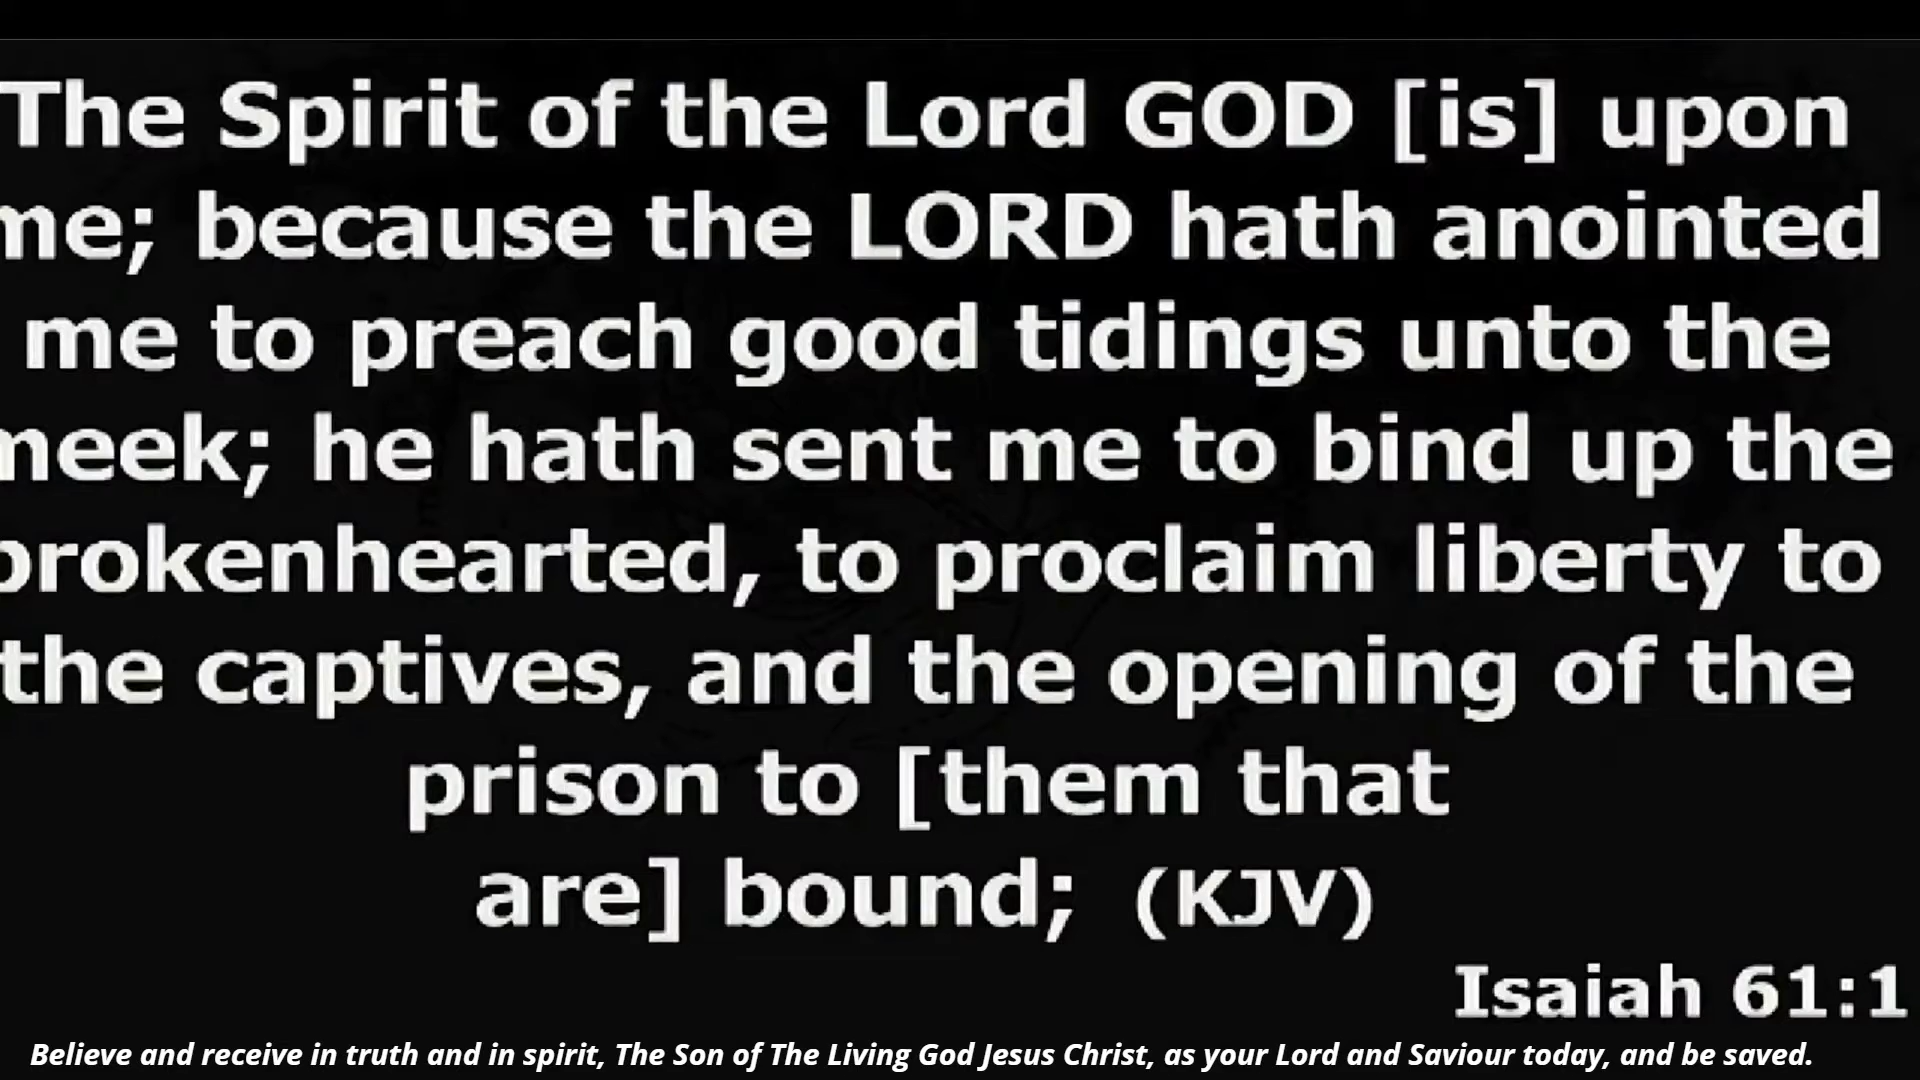 The Spirit of the Lord GOD [is] upon
me; because the LORD hath anointed
me to preach good tidings unto the
meek; he hath sent me to bind up the
brokenhearted, to proclaim liberty to
the captives, and the opening of the
prison to [them that
are] bound; (KJV)
Isaiah 61:1
Believe and receive in truth and in spirit, The Son of The Living God Jesus Christ, as your Lord and Saviour today, and be saved.